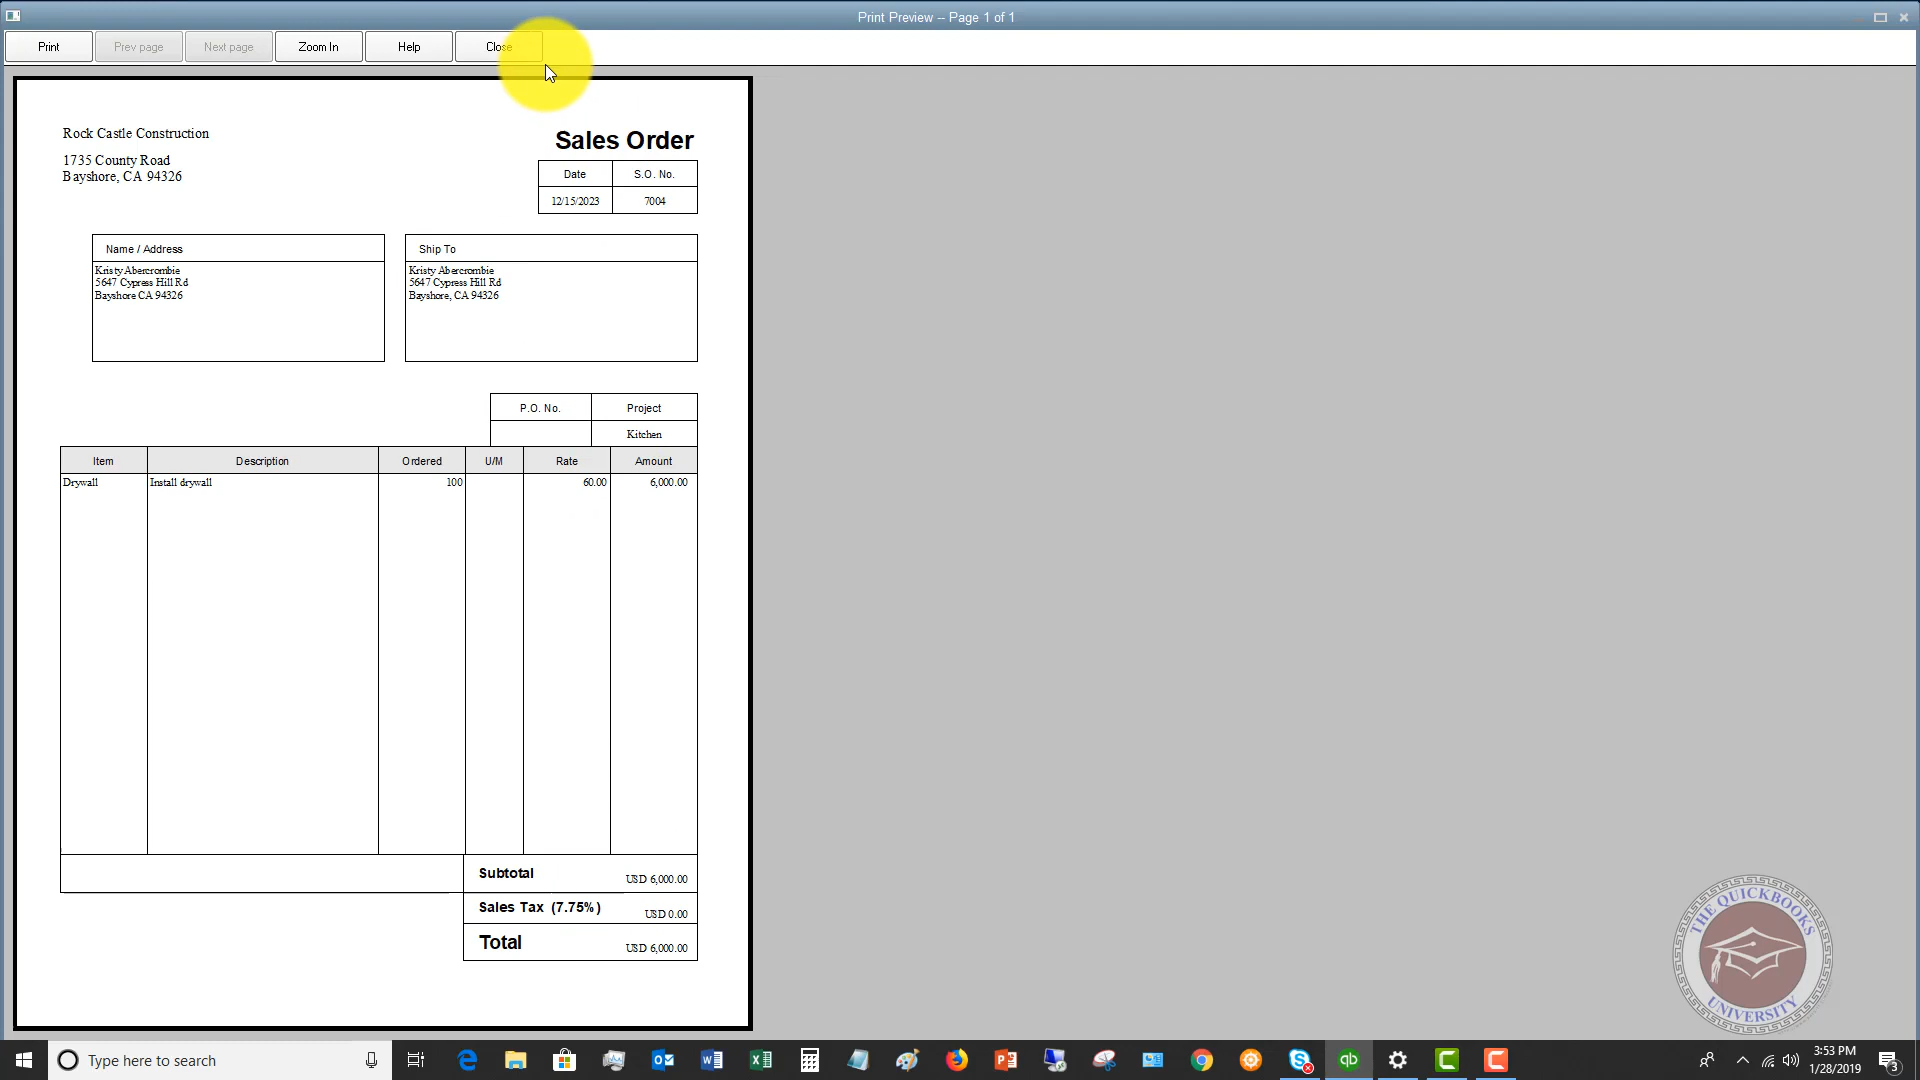 Print Preview -- Page 1 of 1
Print
Prev page
Next page
Zoom In
Help
Close
Rock Castle Construction
1735 County Road
Bayshore, CA 94326
Sales Order
Date
S.O. No.
12/15/2023
7004
Name / Address
Kristy Abercrombie
5647 Cypress Hill Rd
Bayshore CA 94326
Ship To
Kristy Abercrombie
5647 Cypress Hill Rd
Bayshore, CA 94326
P.O. No.
Project
Kitchen
Item
Description
Ordered
U/M
Rate
Amount
Drywall
Install drywall
100
60.00
6,000.00
Subtotal
USD 6,000.00
Sales Tax (7.75%)
USD 0.00
Total
USD 6,000.00
THE QUICKBOOKS
UNIVERSITY
Type here to search
qb
3:53 PM
1/28/2019
3